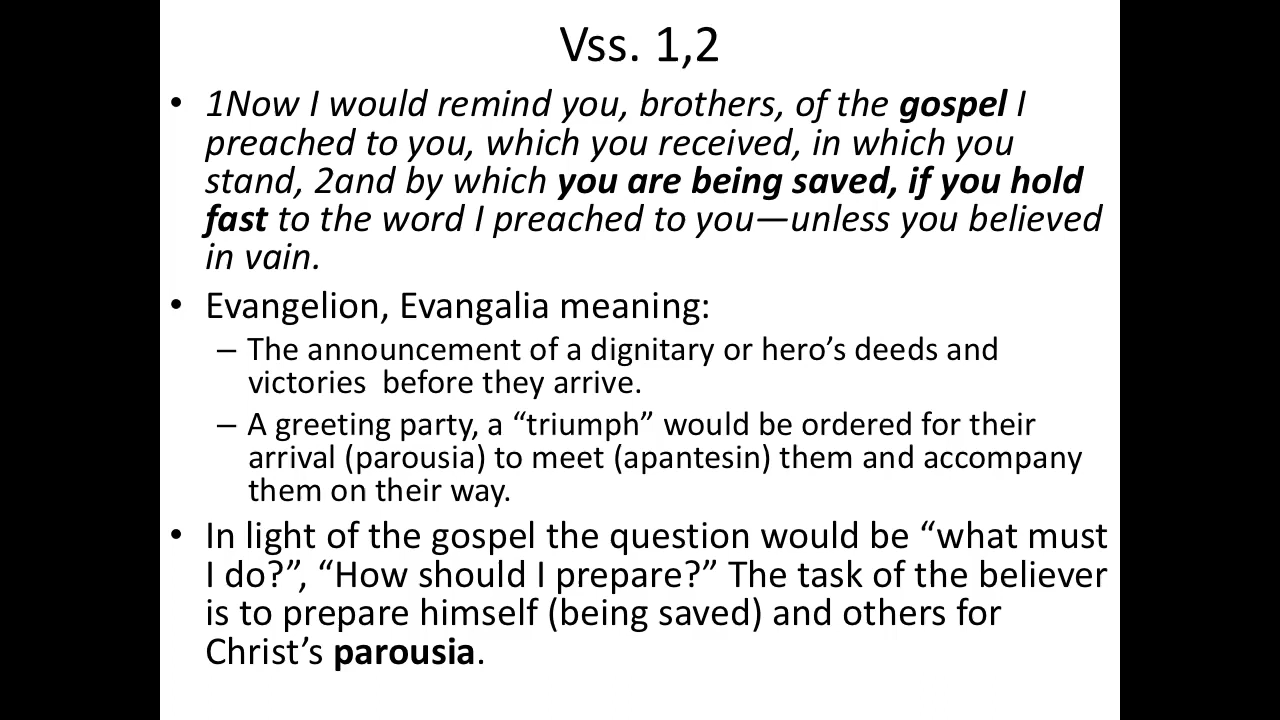 Vss. 1,2
• 1Now I would remind you, brothers, of the gospel I
preached to you, which you received, in which you
stand, 2and by which you are being saved, if you hold
fast to the word I preached to you—unless you believed
in vain.
• Evangelion, Evangalia meaning:
– The announcement of a dignitary or hero’s deeds and
victories  before they arrive.
– A greeting party, a “triumph” would be ordered for their
arrival (parousia) to meet (apantesin) them and accompany
them on their way.
• In light of the gospel the question would be “what must
I do?”, “How should I prepare?” The task of the believer
is to prepare himself (being saved) and others for
Christ’s parousia.